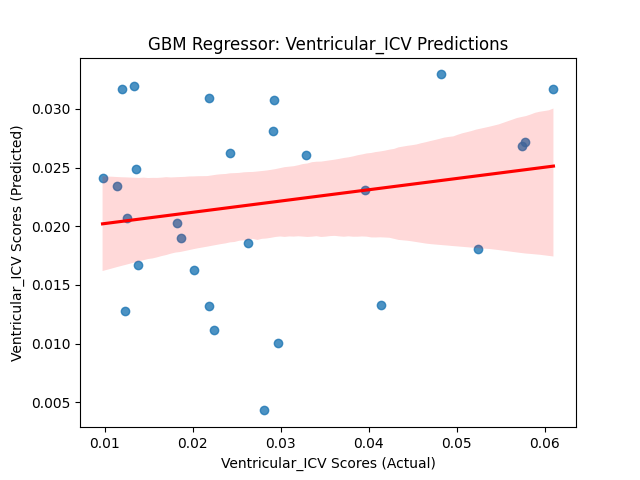 GBM Regressor: Ventricular_ICV Predictions
Ventricular_ICV Scores (Predicted)
0.030
0.025
0.020
0.015
0.010
0.005
0.01 0.02 0.03 0.04 0.05 0.06
Ventricular_ICV Scores (Actual)